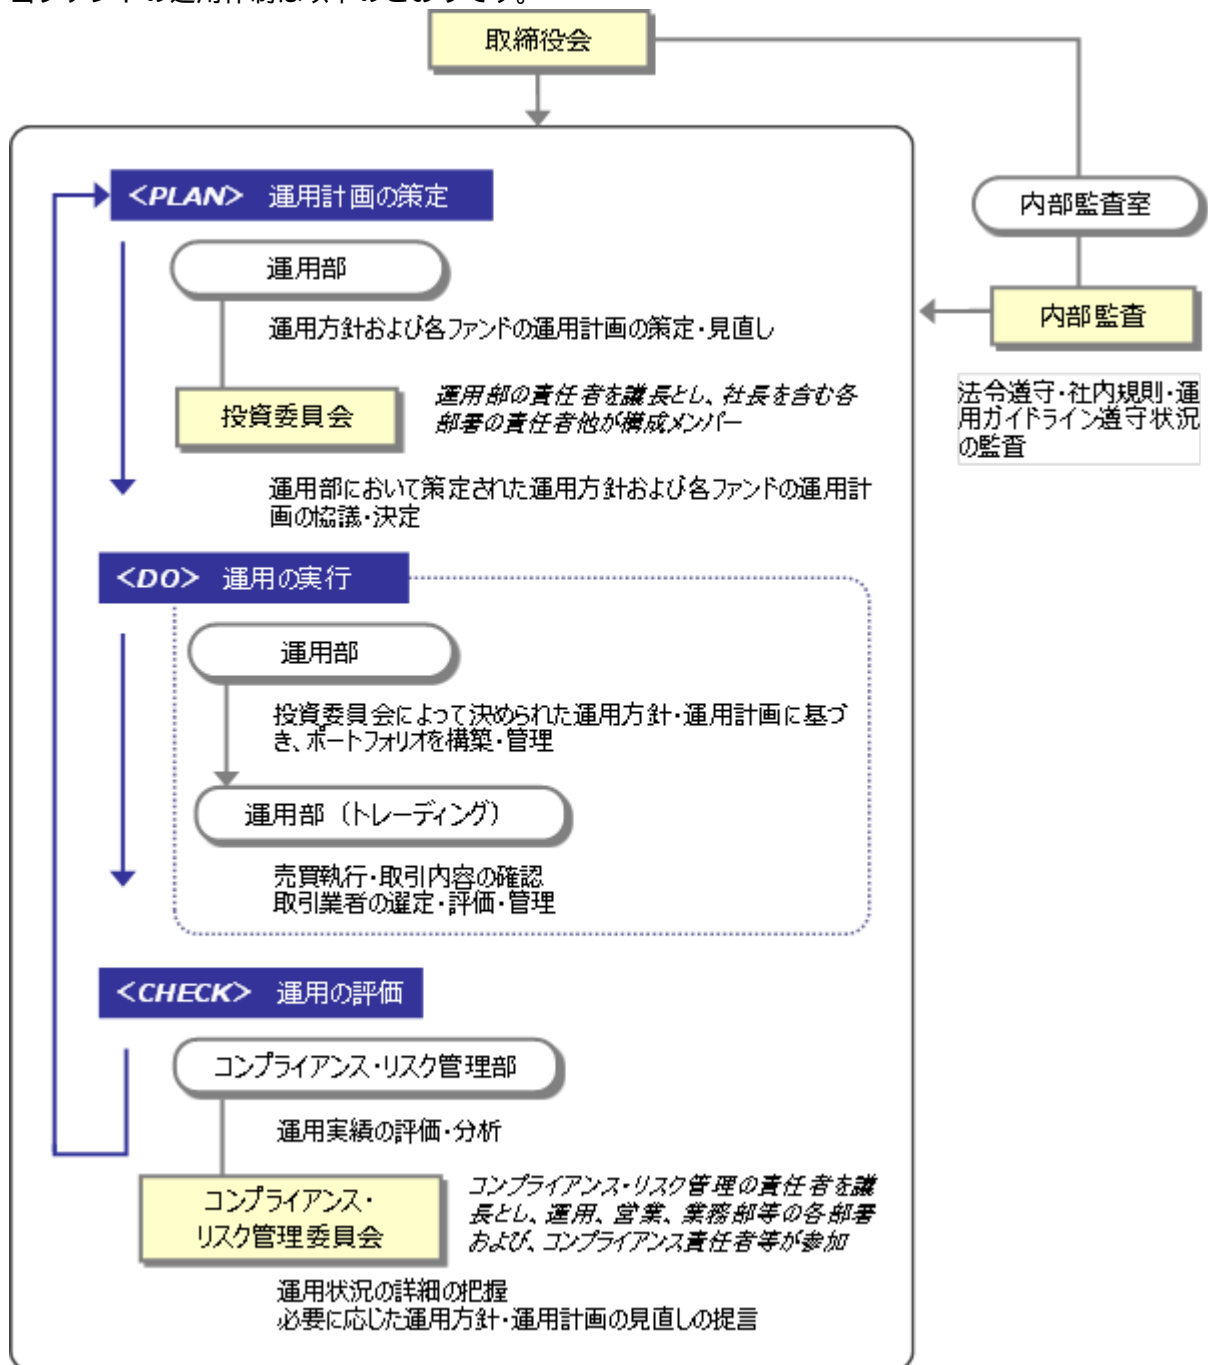 当ファンドの運用体制は以下のとおりです。
取締役会
<PLAN> 運用計画の策定
運用部
運用方針および各ファンドの運用計画の策定・見直し
投資委員会
運用部の責任者を議長とし、社長を含む各
部署の責任者他が構成メンバー
運用部において策定された運用方針および各ファンドの運用計
画の協議・決定
内部監査室
内部監査
法令遵守・社内規則・運
用ガイドライン遵守状況
の監査
<DO> 運用の実行
運用部
投資委員会によって決められた運用方針・運用計画に基づ
き、ポートフォリオを構築・管理
運用部（トレーディング）
売買執行・取引内容の確認
取引業者の選定・評価・管理
<CHECK> 運用の評価
コンプライアンス・リスク管理部
運用実績の評価・分析
コンプライアンス・
リスク管理委員会
コンプライアンス・リスク管理の責任者を議
長とし、運用、営業、業務部等の各部署
および、コンプライアンス責任者等が参加
運用状況の詳細の把握
必要に応じた運用方針・運用計画の見直しの提言